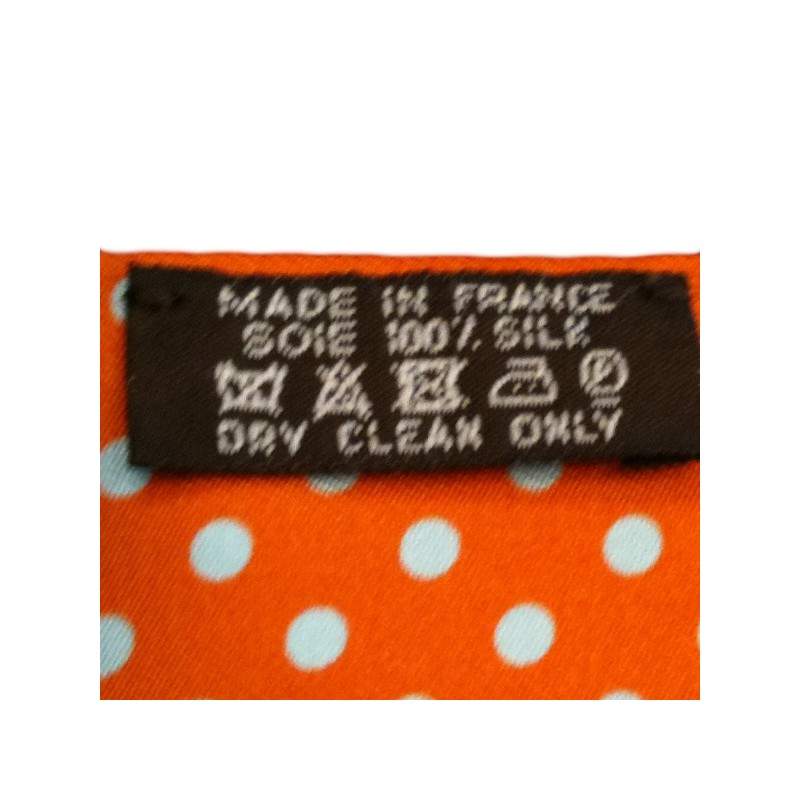 MADE IN FRANCE
SOIE 100% SILK
P
DRY CLEAN ONLY